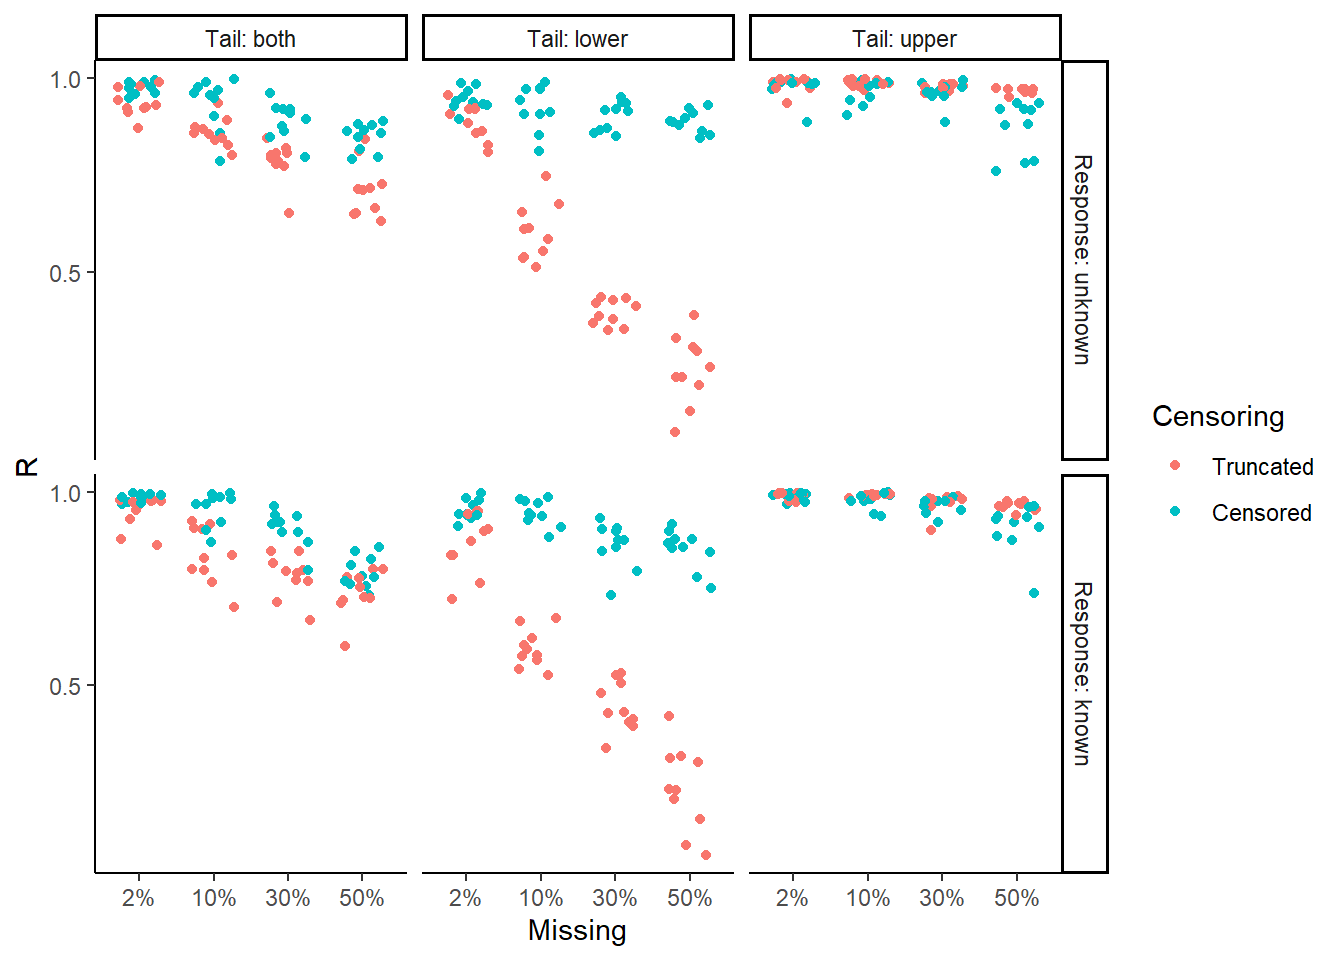 Tail: both
Tail: lower
Tail: upper
1.0
0.5
Response: unknown
1.0
0.5
Response: known
R
2%
10%
30%
50%
2%
10%
30%
50%
2%
10%
30%
50%
Missing
Censoring
Truncated
Censored